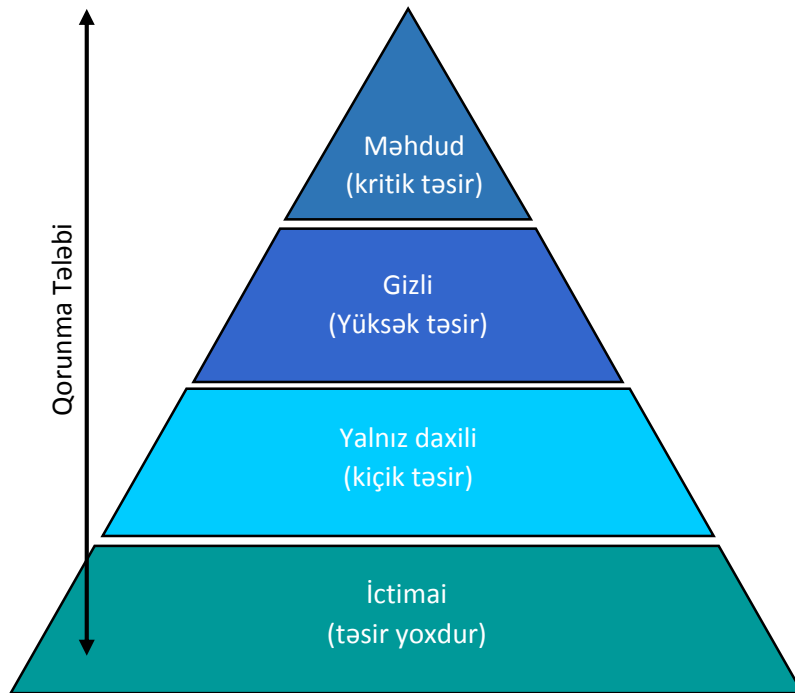 Məhdud
(kritik təsir)
Gizli
(Yüksək təsir)
Qorunma Tələbi
Yalnız daxili
(kiçik təsir)
İctimai
(təsir yoxdur)